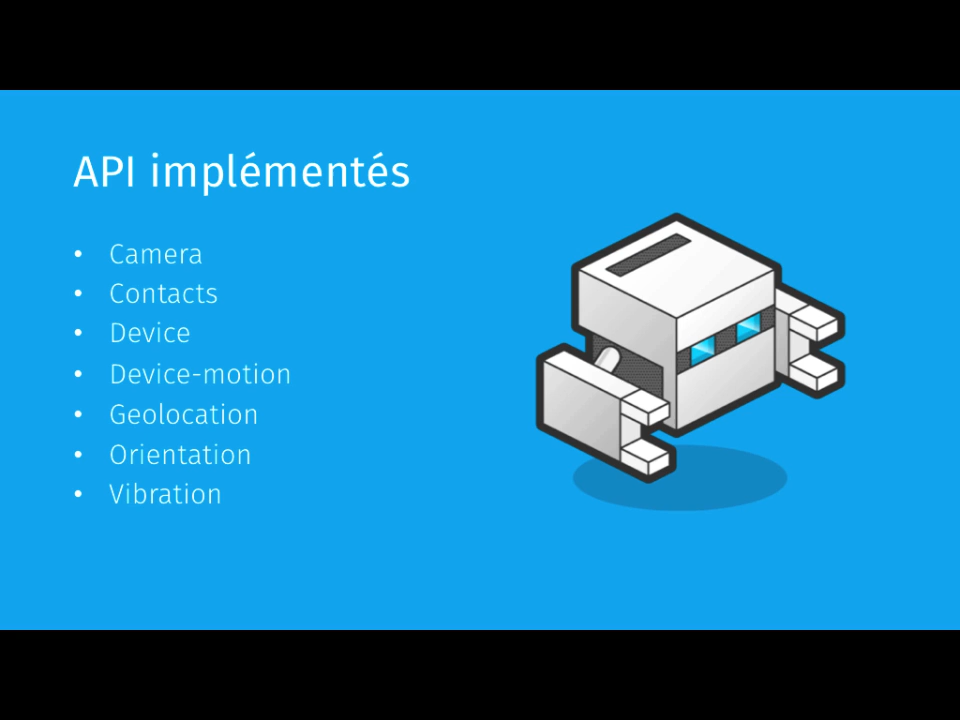 API implémentés
• Camera
• Contacts
• Device
• Device-motion
• Geolocation
• Orientation
• Vibration